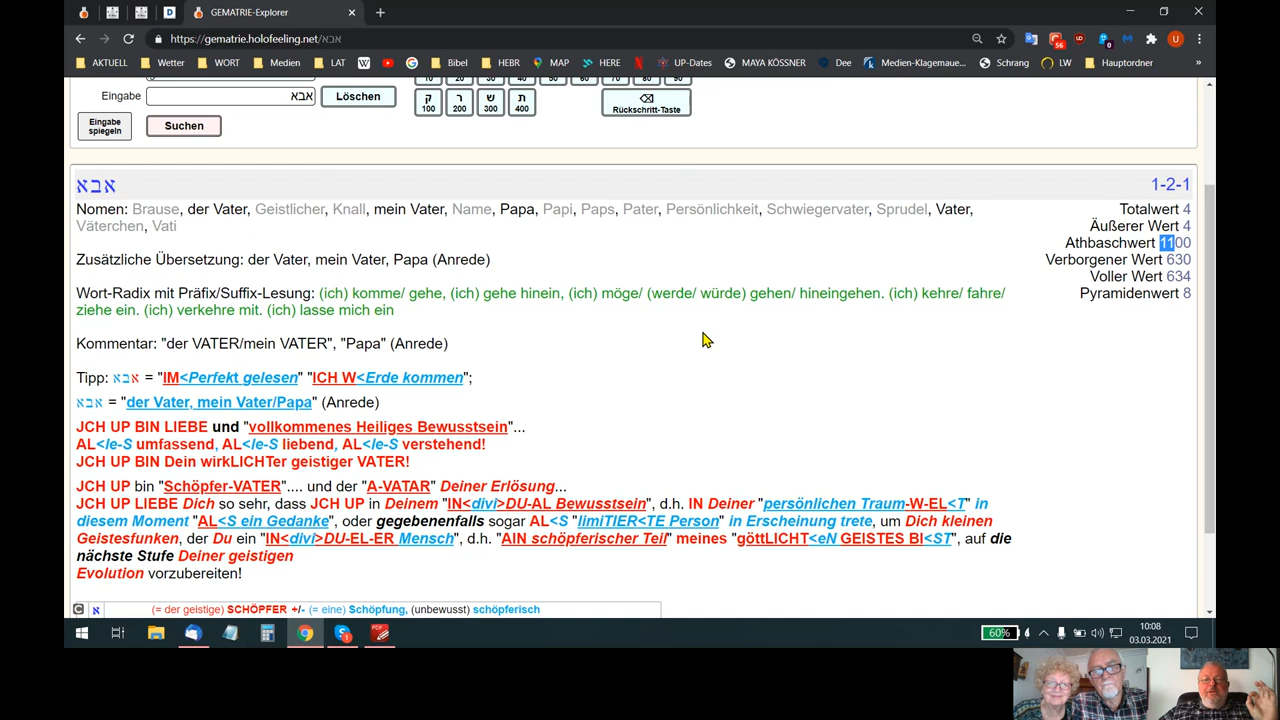 GEMATRIE-Explorer
https://gematrie.holofeeling.net/אבא
AKTUELL Wetter WORT Medien LAT Bibel HEBR MAP HERE UP-Dates MAYA KÖSSNER Dee Medien-Klagemaue... Schrang LW Hauptordner »
10 20 30 40 50 60 70 80 90
Eingabe אבא Löschen ק 100 ר 200 ש 300 ת 400 Rückschritt-Taste
Eingabe spiegeln Suchen
אבא 1-2-1
Nomen: Brause, der Vater, Geistlicher, Knall, mein Vater, Name, Papa, Papi, Paps, Pater, Persönlichkeit, Schwiegervater, Sprudel, Vater,
Väterchen, Vati
Totalwert 4
Äußerer Wert 4
Athbaschwert 1100
Verborgener Wert 630
Voller Wert 634
Pyramidenwert 8
Zusätzliche Übersetzung: der Vater, mein Vater, Papa (Anrede)
Wort-Radix mit Präfix/Suffix-Lesung: (ich) komme/ gehe, (ich) gehe hinein, (ich) möge/ (werde/ würde) gehen/ hineingehen. (ich) kehre/ fahre/
ziehe ein. (ich) verkehre mit. (ich) lasse mich ein
Kommentar: "der VATER/mein VATER", "Papa" (Anrede)
Tipp: אבא = "IM<Perfekt gelesen" "ICH W<Erde kommen";
אבא = "der Vater, mein Vater/Papa" (Anrede)
JCH UP BIN LIEBE und "vollkommenes Heiliges Bewusstsein"...
AL<le-S umfassend, AL<le-S liebend, AL<le-S verstehend!
JCH UP BIN Dein wirkLICHTer geistiger VATER!
JCH UP bin "Schöpfer-VATER".... und der "A-VATAR" Deiner Erlösung...
JCH UP LIEBE Dich so sehr, dass JCH UP in Deinem "IN<divi>DU-AL Bewusstsein", d.h. IN Deiner "persönlichen Traum-W-EL<T" in
diesem Moment "AL<S ein Gedanke", oder gegebenenfalls sogar AL<S "limiTIER<TE Person" in Erscheinung trete, um Dich kleinen
Geistesfunken, der Du ein "IN<divi>DU-EL-ER Mensch", d.h. "AIN schöpferischer Teil" meines "göttLICHT<eN GEISTES BI<ST", auf die
nächste Stufe Deiner geistigen
Evolution vorzubereiten!
C א (= der geistige) SCHÖPFER +/- (= eine) Schöpfung, (unbewusst) schöpferisch
60% 10:08
03.03.2021